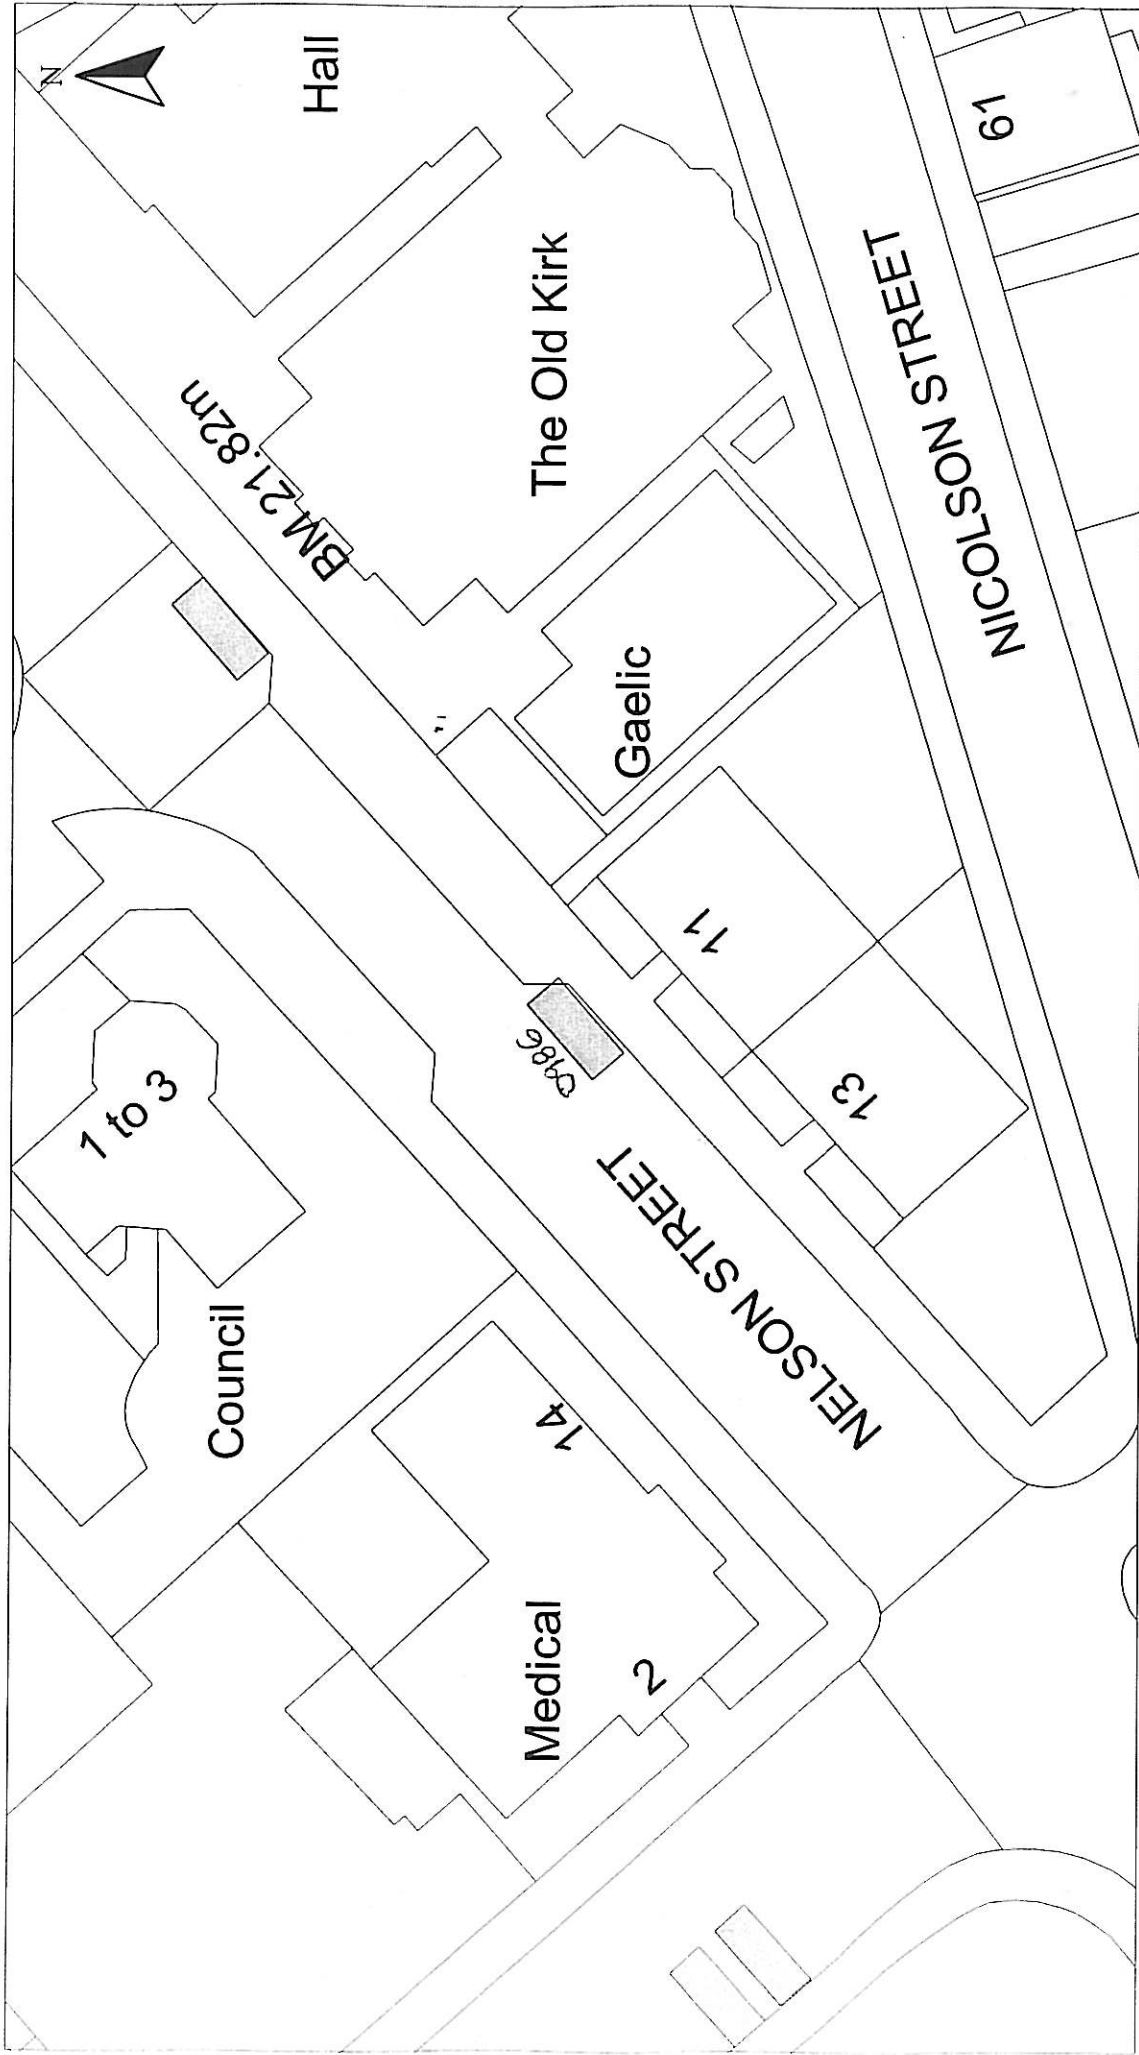 N
Hall
61
BM 21.82m
The Old Kirk
NICOLSON STREET
Gaelic
11
1 to 3
0986
13
Council
NELSON STREET
14
Medical
2